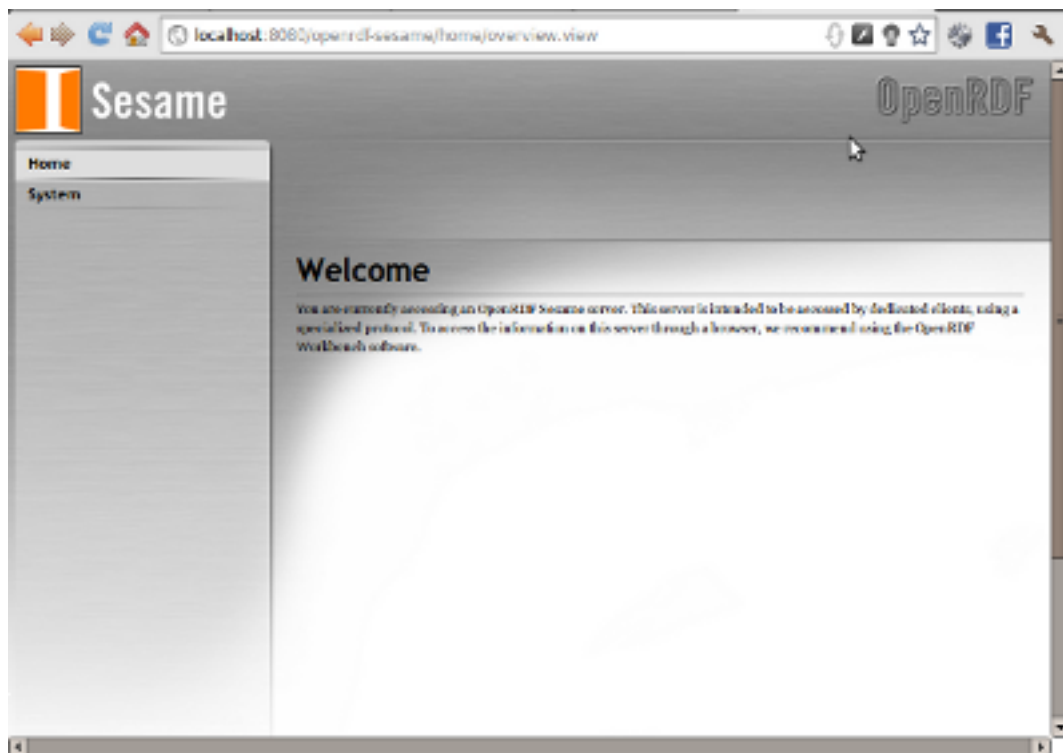 localhost:8080/openrdf-sesame/home/overview.view
Sesame
OpenRDF
Home
System
Welcome
You are currently accessing an OpenRDF Sesame server. This server is intended to be accessed by dedicated clients, using a
specialized protocol. To access the information on this server through a browser, we recommend using the OpenRDF
Workbench software.